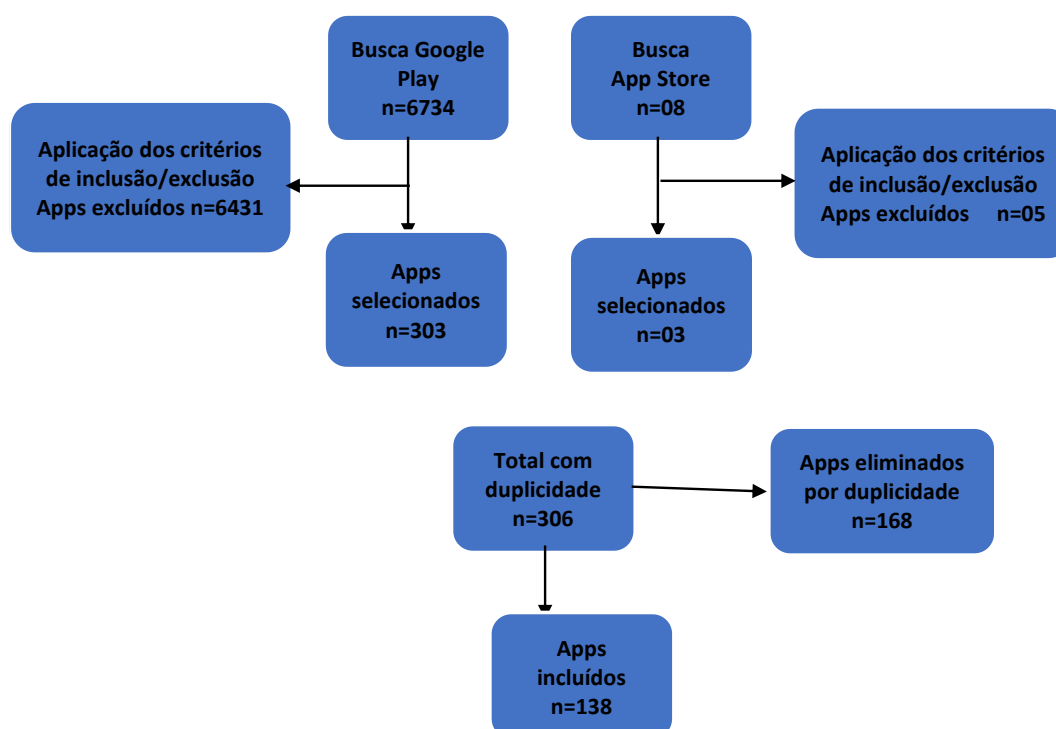 Busca Google
Play
n=6734
Busca
App Store
n=08
Aplicação dos critérios
de inclusão/exclusão
Apps excluídos n=6431
Aplicação dos critérios
de inclusão/exclusão
Apps excluídos n=05
Apps
selecionados
n=303
Apps
selecionados
n=03
Total com
duplicidade
n=306
Apps eliminados
por duplicidade
n=168
Apps
incluídos
n=138